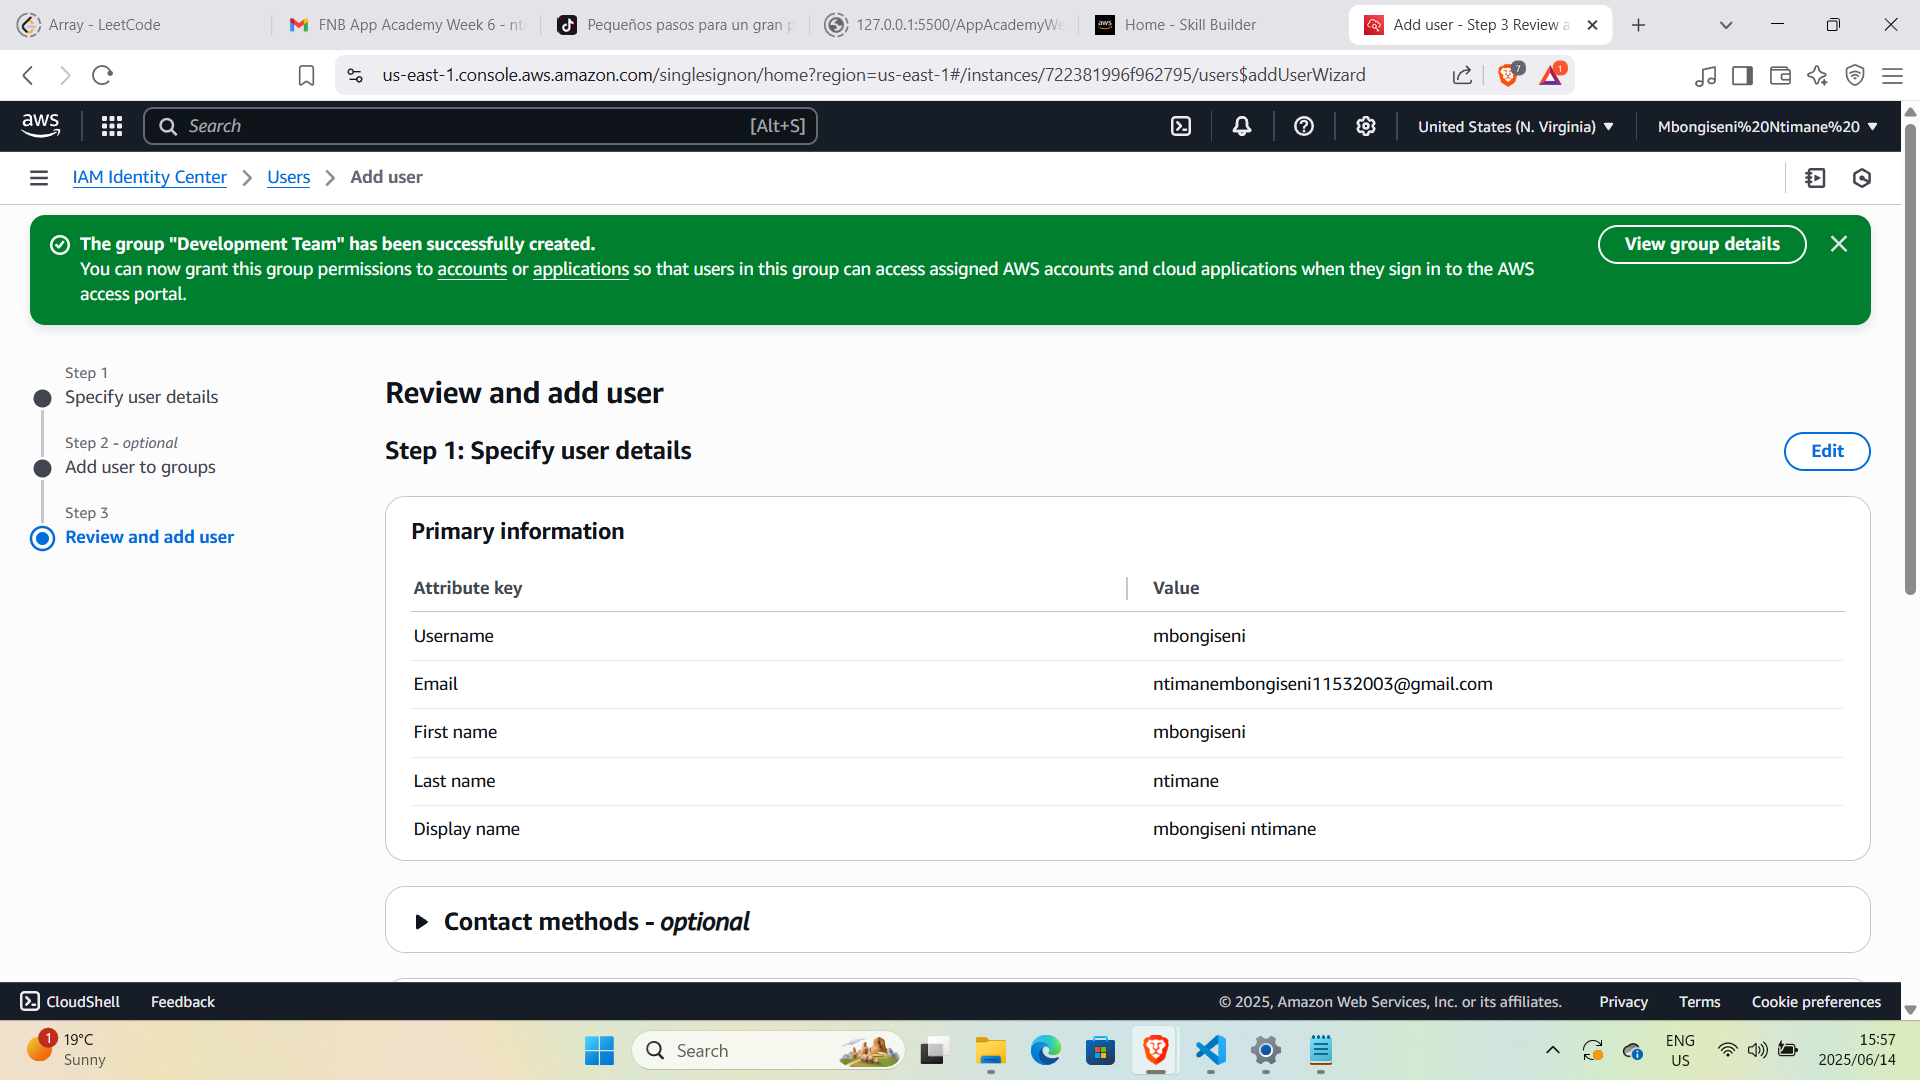 Array - LeetCode
FNB App Academy Week 6 - nti
Pequeños pasos para un gran p
127.0.0.1:5500/AppAcademyWe
Home - Skill Builder
Add user - Step 3 Review a
us-east-1.console.aws.amazon.com/singlesignon/home?region=us-east-1#/instances/722381996f962795/users$addUserWizard
7
1
aws
Search
[Alt+S]
United States (N. Virginia)
Mbongiseni%20Ntimane%20
IAM Identity Center
Users
Add user
The group "Development Team" has been successfully created.
You can now grant this group permissions to accounts or applications so that users in this group can access assigned AWS accounts and cloud applications when they sign in to the AWS
access portal.
View group details
Step 1
Specify user details
Step 2 - optional
Add user to groups
Step 3
Review and add user
Review and add user
Step 1: Specify user details
Edit
Primary information
Attribute key
Value
Username
mbongiseni
Email
ntimanembongiseni11532003@gmail.com
First name
mbongiseni
Last name
ntimane
Display name
mbongiseni ntimane
Contact methods - optional
CloudShell
Feedback
© 2025, Amazon Web Services, Inc. or its affiliates.
Privacy
Terms
Cookie preferences
1
19°C
Sunny
Search
ENG
US
15:57
2025/06/14